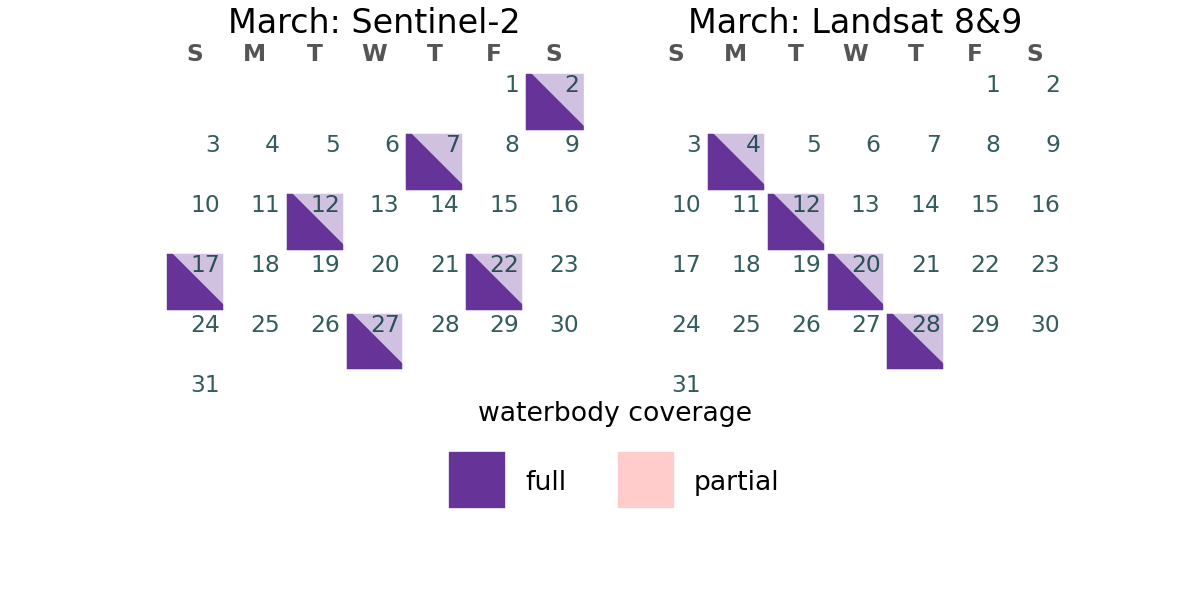 March: Sentinel-2
S M T W T F S
1 2
3 4 5 6 7 8 9
10 11 12 13 14 15 16
17 18 19 20 21 22 23
24 25 26 27 28 29 30
31
March: Landsat 8&9
S M T W T F S
1 2
3 4 5 6 7 8 9
10 11 12 13 14 15 16
17 18 19 20 21 22 23
24 25 26 27 28 29 30
31
waterbody coverage
full partial